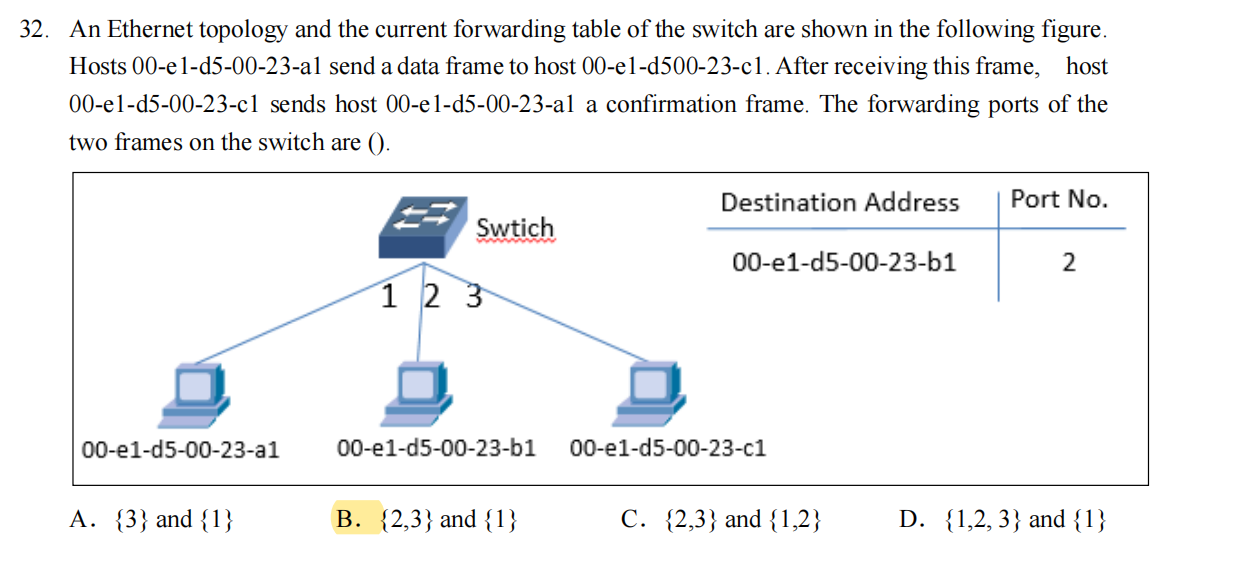 32. An Ethernet topology and the current forwarding table of the switch are shown in the following figure.
Hosts 00-e1-d5-00-23-a1 send a data frame to host 00-e1-d500-23-c1. After receiving this frame, host
00-e1-d5-00-23-c1 sends host 00-e1-d5-00-23-a1 a confirmation frame. The forwarding ports of the
two frames on the switch are ().
Destination Address Port No.
Swtich
00-e1-d5-00-23-b1 2
1 2 3
00-e1-d5-00-23-a1 00-e1-d5-00-23-b1 00-e1-d5-00-23-c1
A. {3} and {1} B. {2,3} and {1} C. {2,3} and {1,2} D. {1,2, 3} and {1}